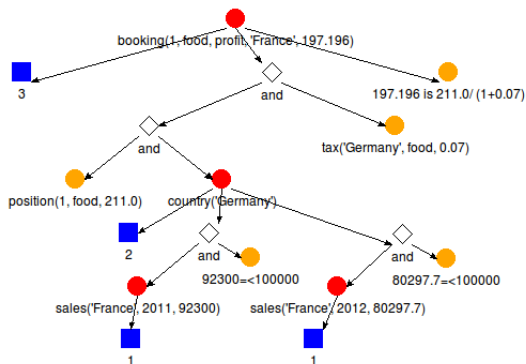 booking(1, food, profit, 'France', 197.196)
3
and
197.196 is 211.0/ (1+0.07)
and
tax('Germany', food, 0.07)
position(1, food, 211.0)
country('Germany')
2
and
92300=<100000
and
80297.7=<100000
sales('France', 2011, 92300)
sales('France', 2012, 80297.7)
1
1